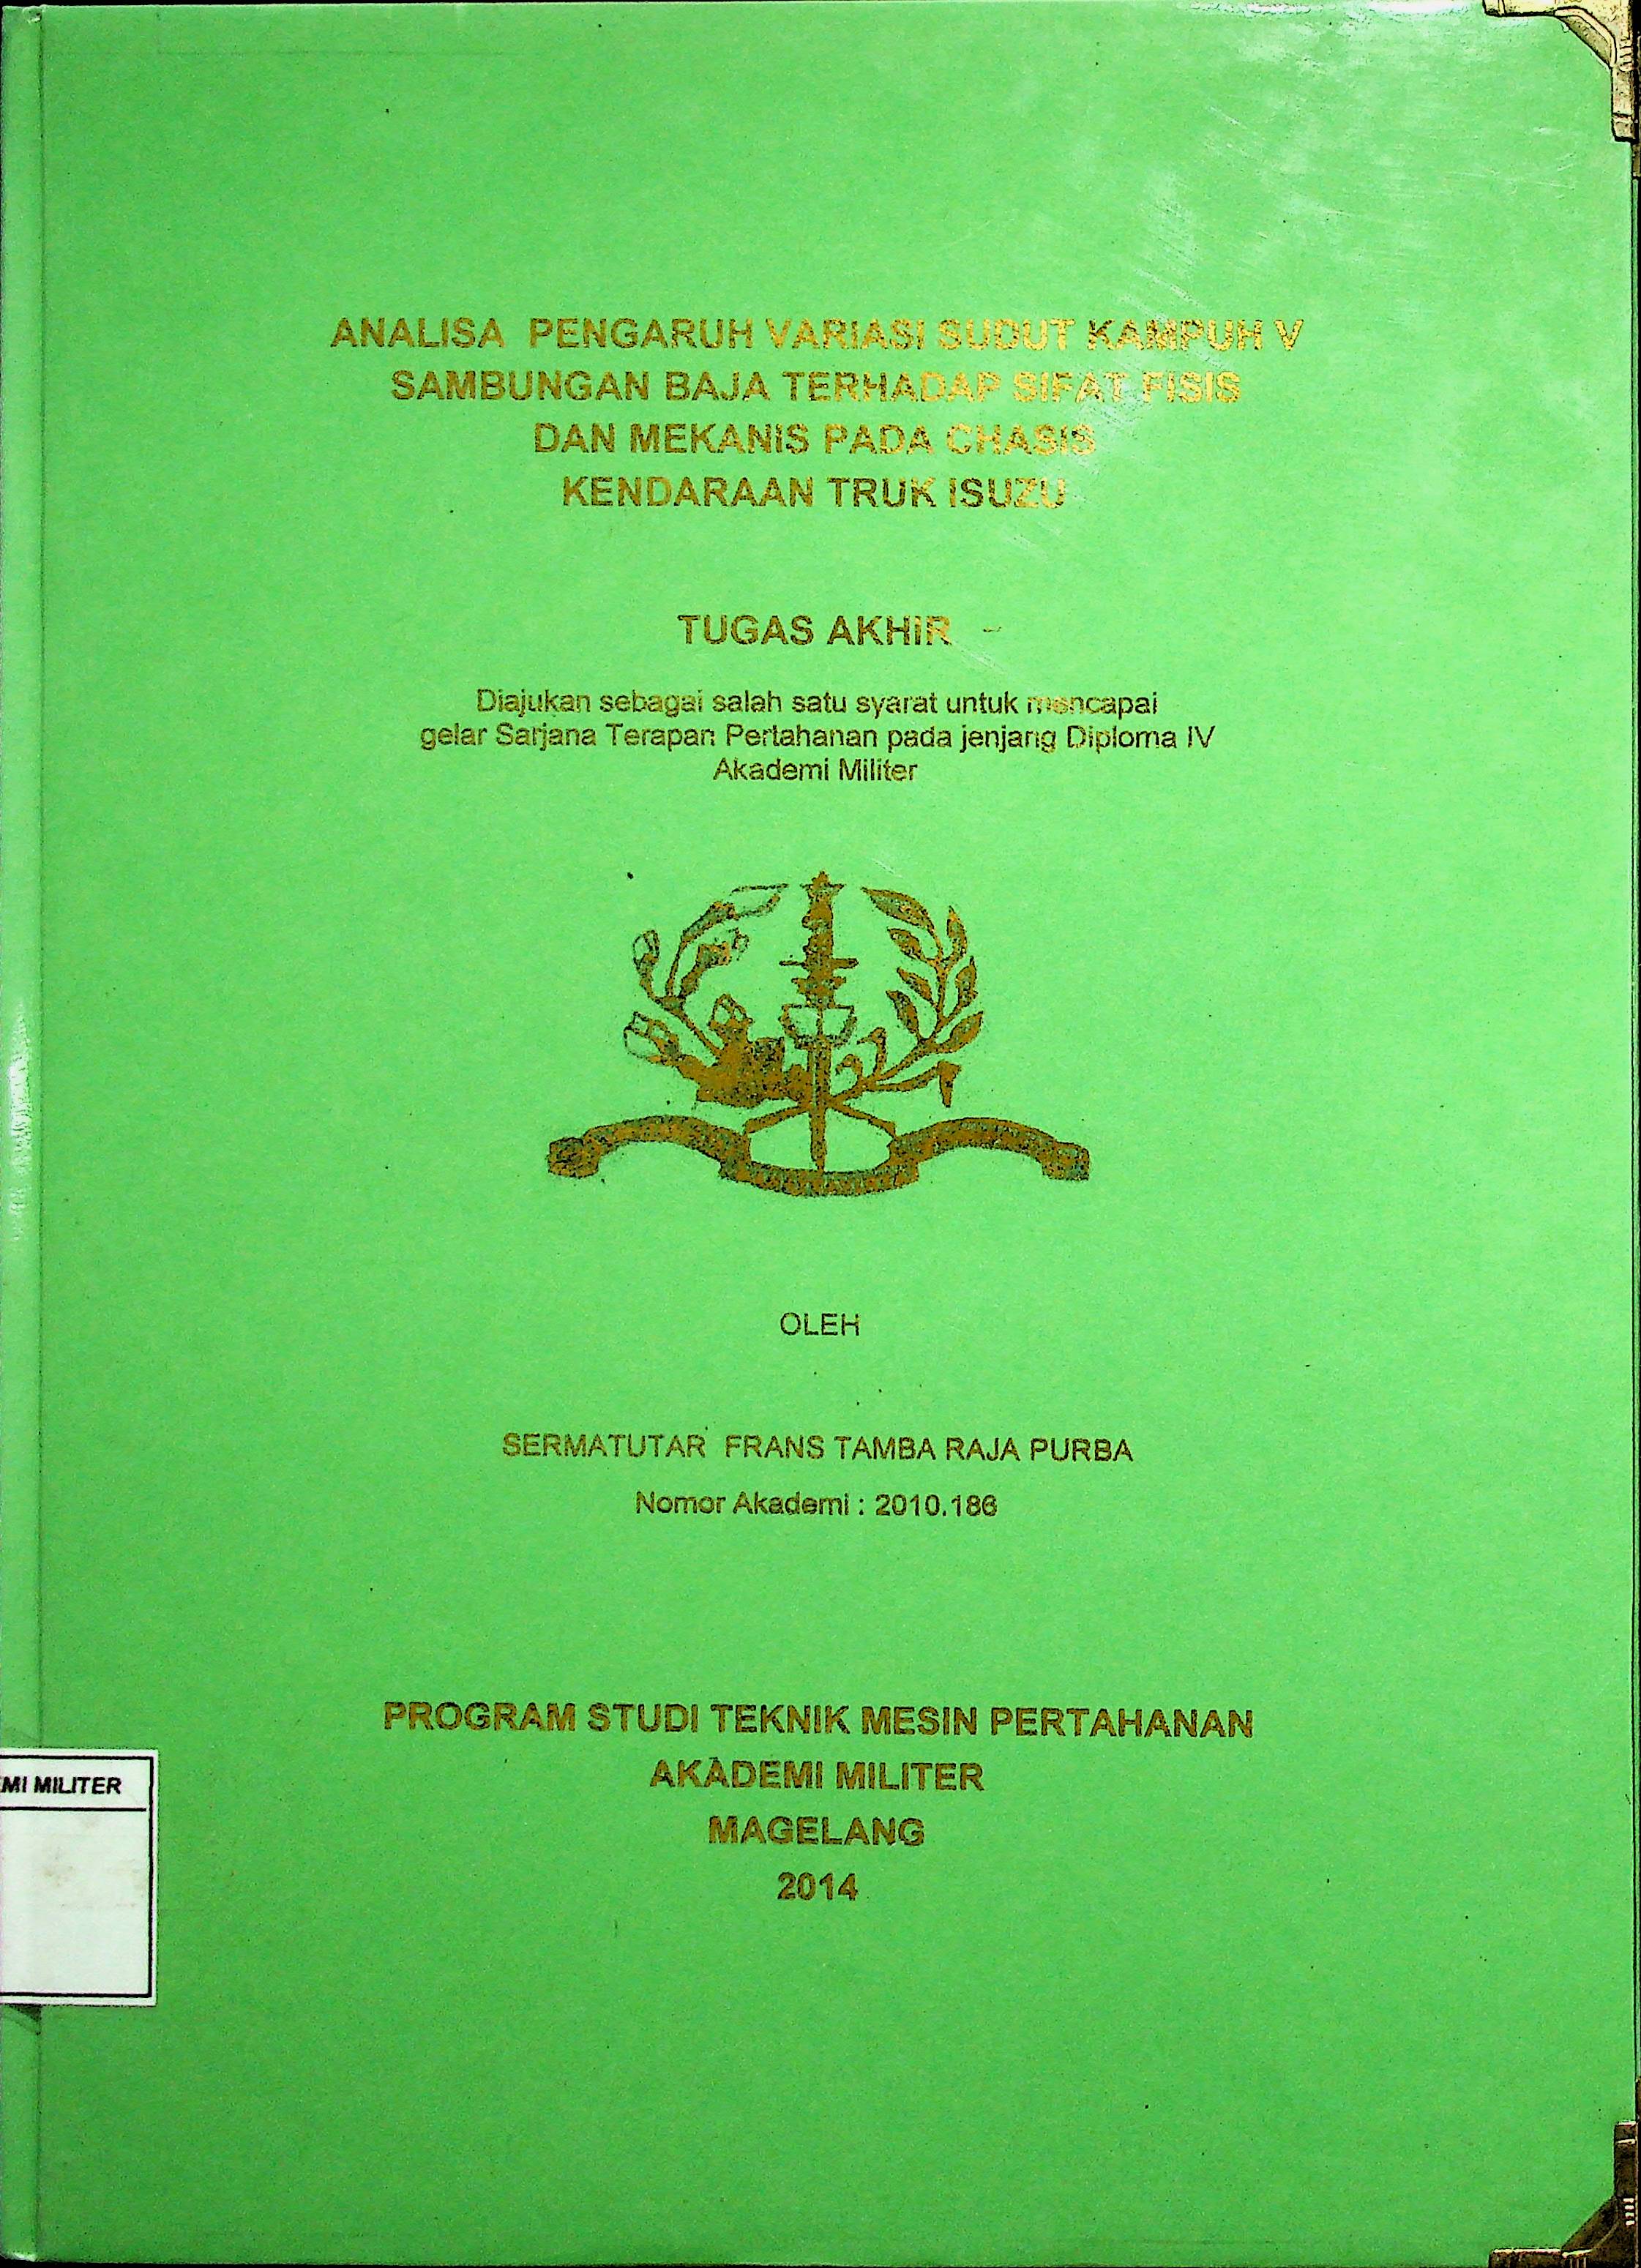 ANALISA PENGARUH VARIASI SUDUT KAMPUH V
SAMBUNGAN BAJA TERHADAP SIFAT FISIS
DAN MEKANIS PADA CHASIS
KENDARAAN TRUK ISUZU
TUGAS AKHIR -
Diajukan sebagai salah satu syarat untuk mencapai
gelar Sarjana Terapan Pertahanan pada jenjang Diploma IV
Akademi Militer
OLEH
SERMATUTAR FRANS TAMBA RAJA PURBA
Nomor Akademi : 2010.186
PROGRAM STUDI TEKNIK MESIN PERTAHANAN
AKADEMI MILITER
MAGELANG
2014
MI MILITER